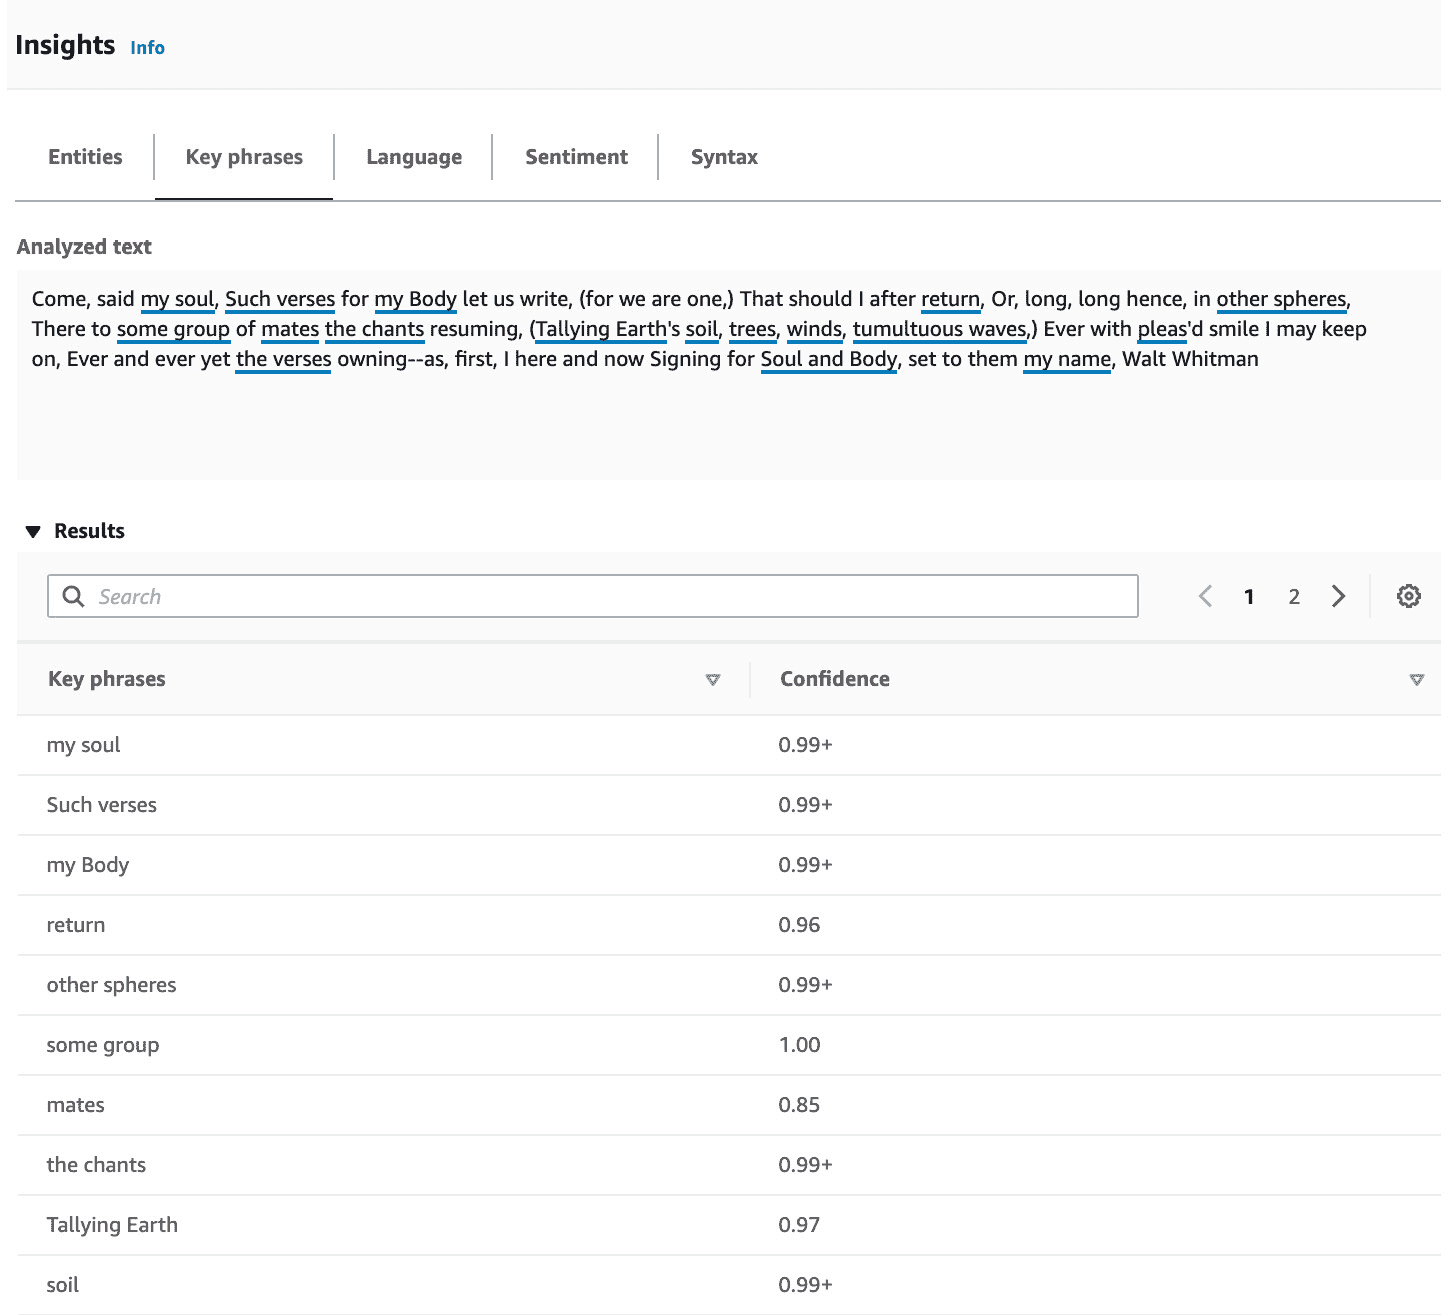 Insights Info
Entities Key phrases Language Sentiment Syntax
Analyzed text
Come, said my soul, Such verses for my Body let us write, (for we are one,) That should I after return, Or, long, long hence, in other spheres,
There to some group of mates the chants resuming, (Tallying Earth's soil, trees, winds, tumultuous waves,) Ever with pleas'd smile I may keep
on, Ever and ever yet the verses owning--as, first, I here and now Signing for Soul and Body, set to them my name, Walt Whitman
Results
Search 1 2
Key phrases Confidence
my soul 0.99+
Such verses 0.99+
my Body 0.99+
return 0.96
other spheres 0.99+
some group 1.00
mates 0.85
the chants 0.99+
Tallying Earth 0.97
soil 0.99+